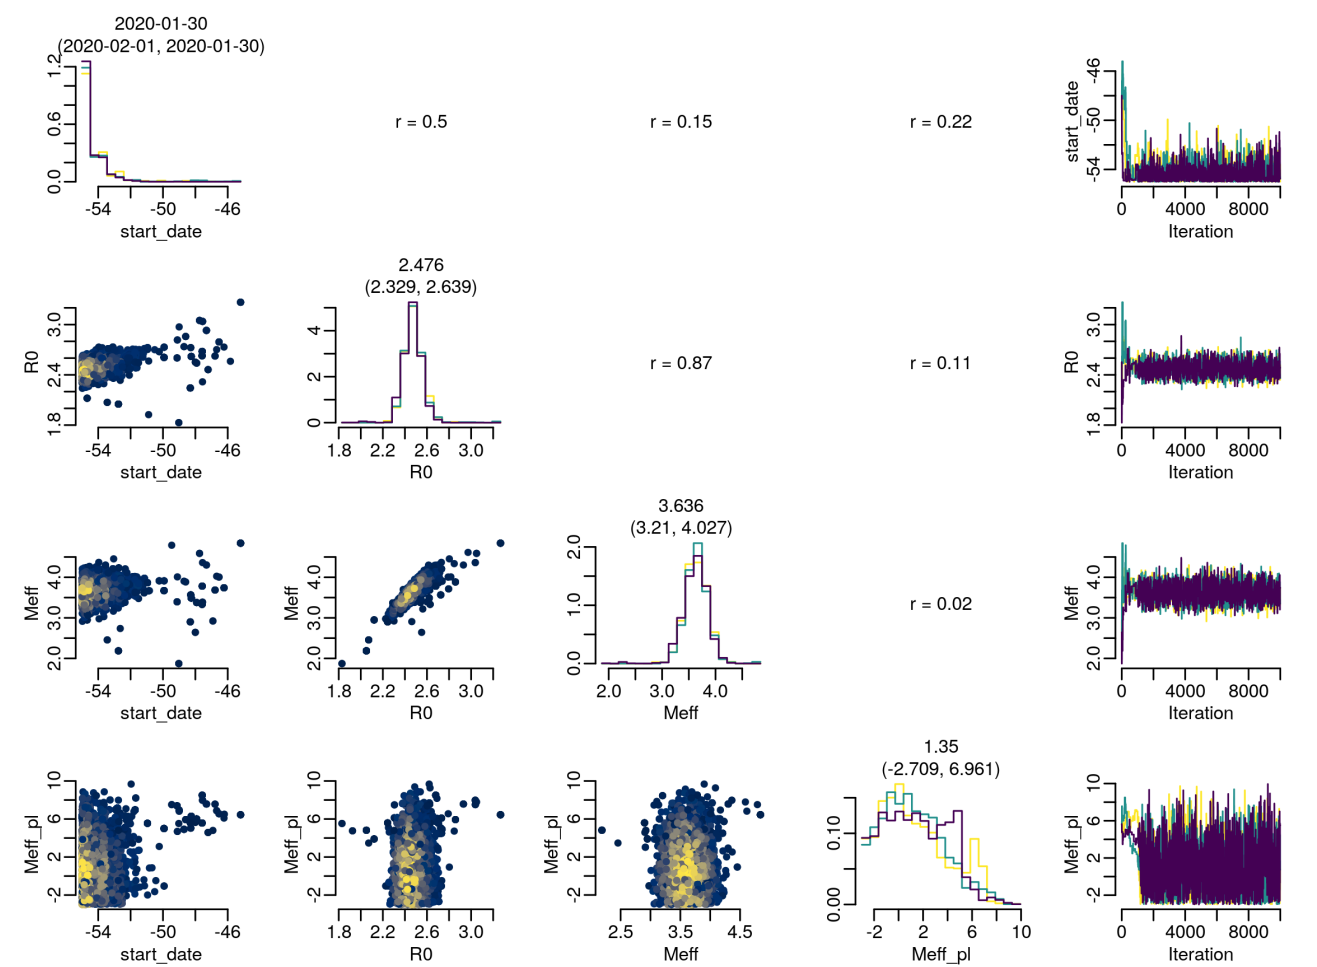 2020-01-30
(2020-02-01, 2020-01-30)
0.0 0.6 1.2
-54 -50 -46
start_date
r = 0.5
r = 0.15
r = 0.22
start_date
-54 -50 -46
0 4000 8000
Iteration
R0
1.8 2.4 3.0
-54 -50 -46
start_date
2.476
(2.329, 2.639)
0 2 4
1.8 2.2 2.6 3.0
R0
r = 0.87
r = 0.11
R0
1.8 2.4 3.0
0 4000 8000
Iteration
Meff
2.0 3.0 4.0
-54 -50 -46
start_date
Meff
2.0 3.0 4.0
1.8 2.2 2.6 3.0
R0
3.636
(3.21, 4.027)
0.0 1.0 2.0
2.0 3.0 4.0
Meff
r = 0.02
Meff
2.0 3.0 4.0
0 4000 8000
Iteration
Meff_pl
-2 2 6 10
-54 -50 -46
start_date
Meff_pl
-2 2 6 10
1.8 2.2 2.6 3.0
R0
Meff_pl
-2 2 6 10
2.5 3.5 4.5
Meff
1.35
(-2.709, 6.961)
0.00 0.10
-2 2 6 10
Meff_pl
Meff_pl
-2 2 6 10
0 4000 8000
Iteration